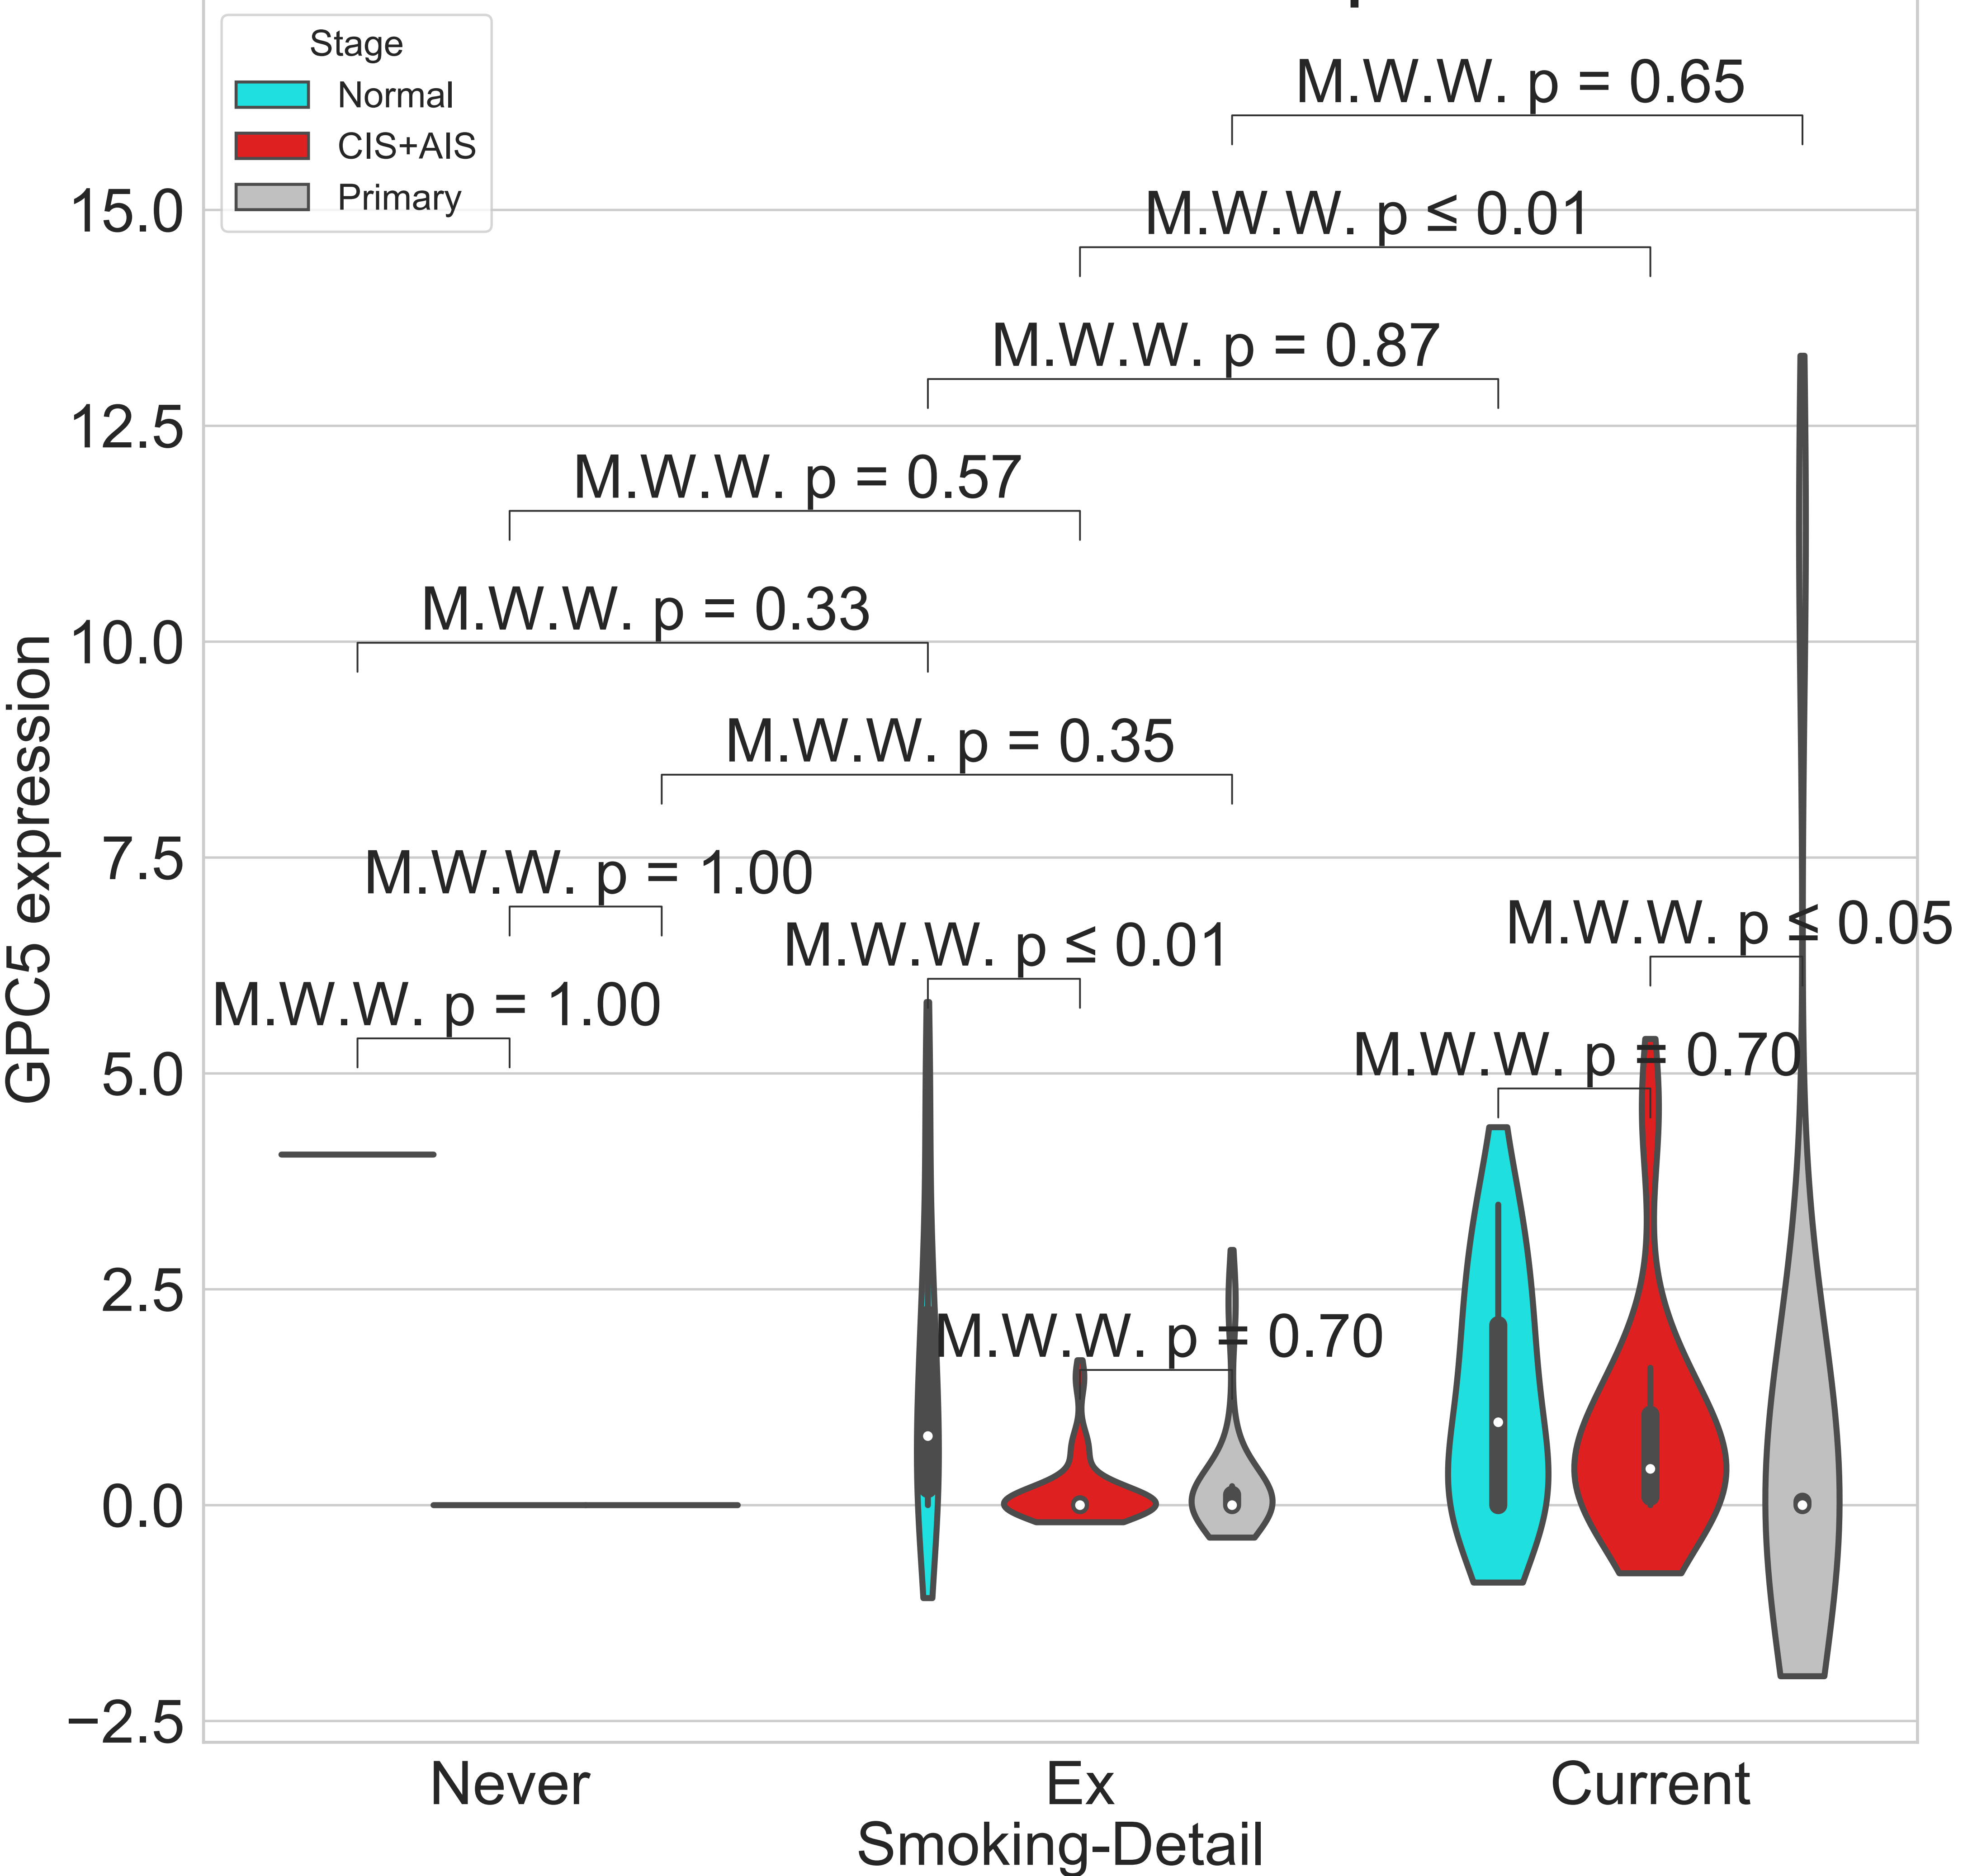 Stage
Normal
CIS+AIS
Primary
M.W.W. p = 0.65
M.W.W. p ≤ 0.01
M.W.W. p = 0.87
M.W.W. p = 0.57
M.W.W. p = 0.33
M.W.W. p = 0.35
M.W.W. p = 1.00
M.W.W. p ≤ 0.05
M.W.W. p ≤ 0.01
M.W.W. p = 1.00
M.W.W. p = 0.70
M.W.W. p = 0.70
GPC5 expression
15.0
12.5
10.0
7.5
5.0
2.5
0.0
−2.5
Never
Ex
Current
Smoking-Detail